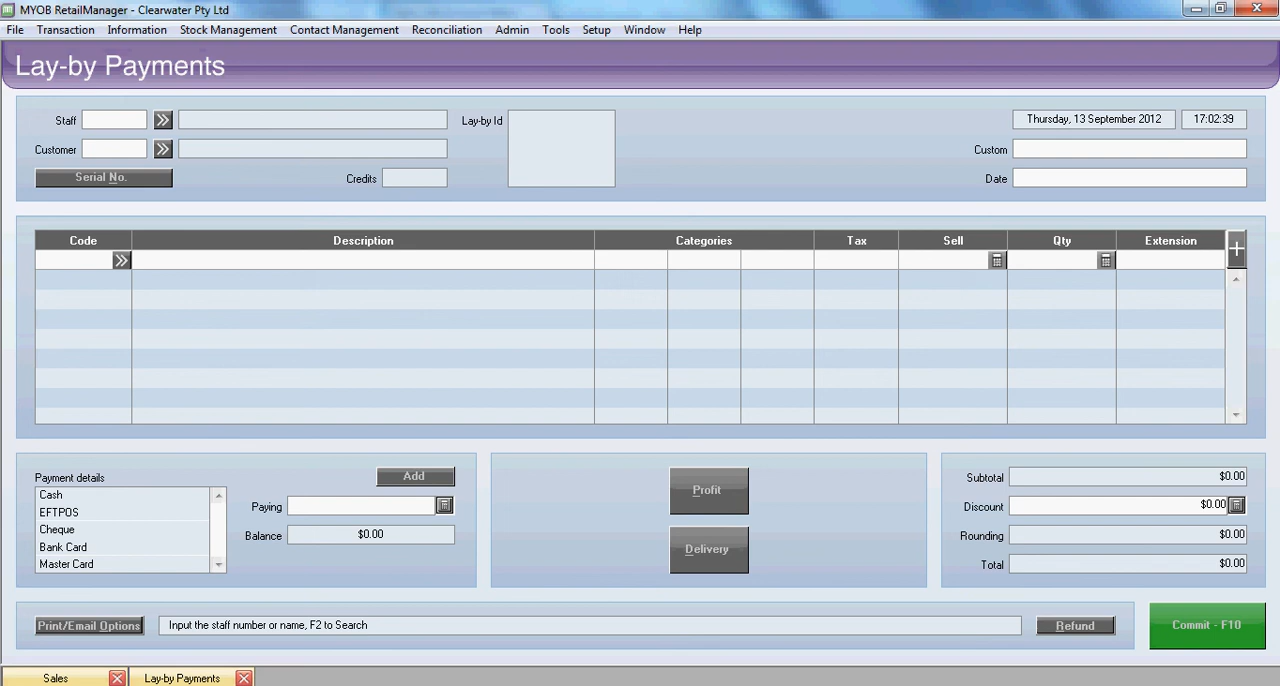 MYOB RetailManager - Clearwater Pty Ltd
File Transaction Information Stock Management Contact Management Reconciliation Admin Tools Setup Window Help
Lay-by Payments
Staff Lay-by Id Thursday, 13 September 2012 17:02:39
Customer Custom
Serial No. Credits Date
Code Description Categories Tax Sell Qty Extension
Payment details Add Profit Subtotal $0.00
Cash
EFTPOS Paying Discount $0.00
Cheque Balance $0.00 Rounding $0.00
Bank Card Delivery
Master Card Total $0.00
Print/Email Options Input the staff number or name, F2 to Search Refund Commit - F10
Sales Lay-by Payments